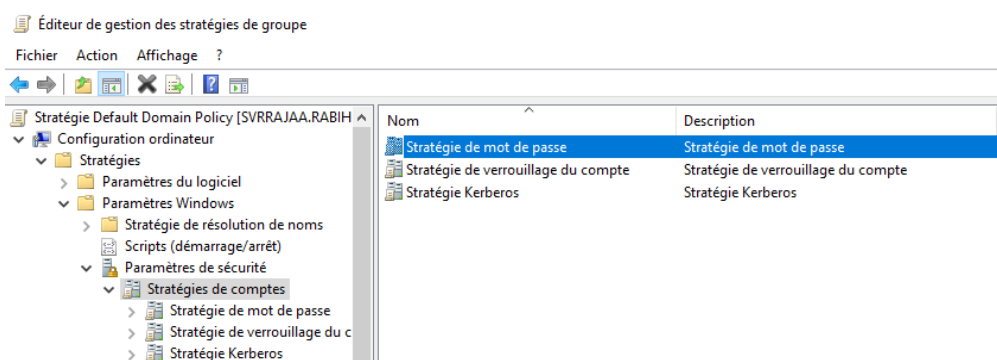 Éditeur de gestion des stratégies de groupe
Fichier Action Affichage ?
Stratégie Default Domain Policy [SVRRAJAA.RABIH
Configuration ordinateur
Stratégies
Paramètres du logiciel
Paramètres Windows
Stratégie de résolution de noms
Scripts (démarrage/arrêt)
Paramètres de sécurité
Stratégies de comptes
Stratégie de mot de passe
Stratégie de verrouillage du c
Stratégie Kerberos
Nom Description
Stratégie de mot de passe Stratégie de mot de passe
Stratégie de verrouillage du compte Stratégie de verrouillage du compte
Stratégie Kerberos Stratégie Kerberos